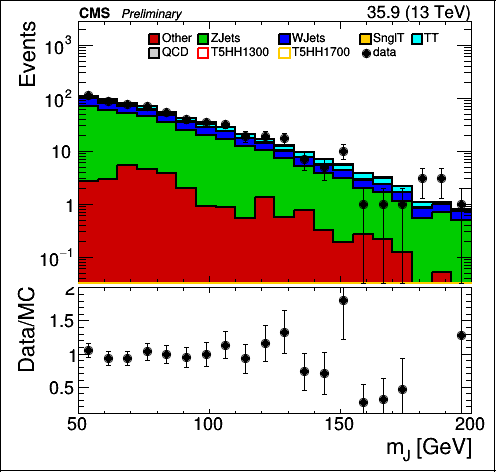 CMS Preliminary 35.9 (13 TeV)
Events
Other ZJets WJets SnglT TT
QCD T5HH1300 T5HH1700 data
10³
10²
10
1
10⁻¹
Data/MC
2
1.5
1
0.5
50 100 150 200
m_J [GeV]